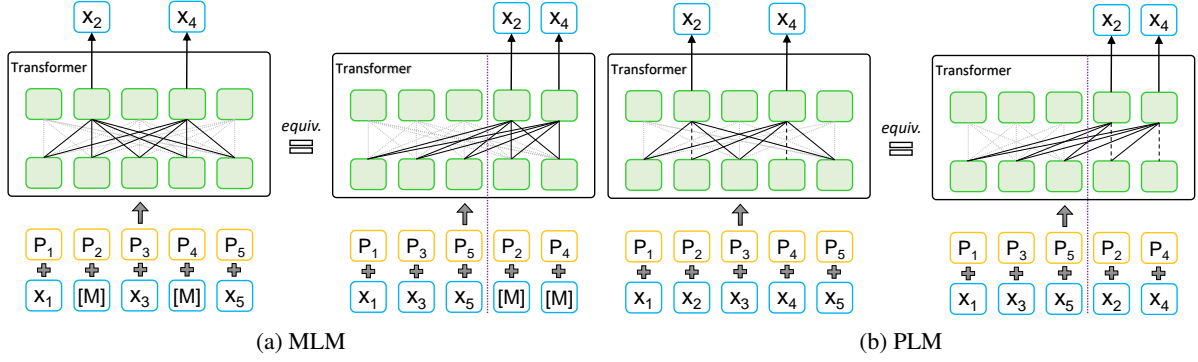 x2 x4 x2 x4 x2 x4 x2 x4
Transformer Transformer Transformer Transformer
equiv. equiv.
=  =
P1 P2 P3 P4 P5 P1 P3 P5 P2 P4 P1 P2 P3 P4 P5 P1 P3 P5 P2 P4
+ + + + + + + + + + + + + + + + + + + +
x1 [M] x3 [M] x5 x1 x3 x5 [M] [M] x1 x2 x3 x4 x5 x1 x3 x5 x2 x4
(a) MLM (b) PLM